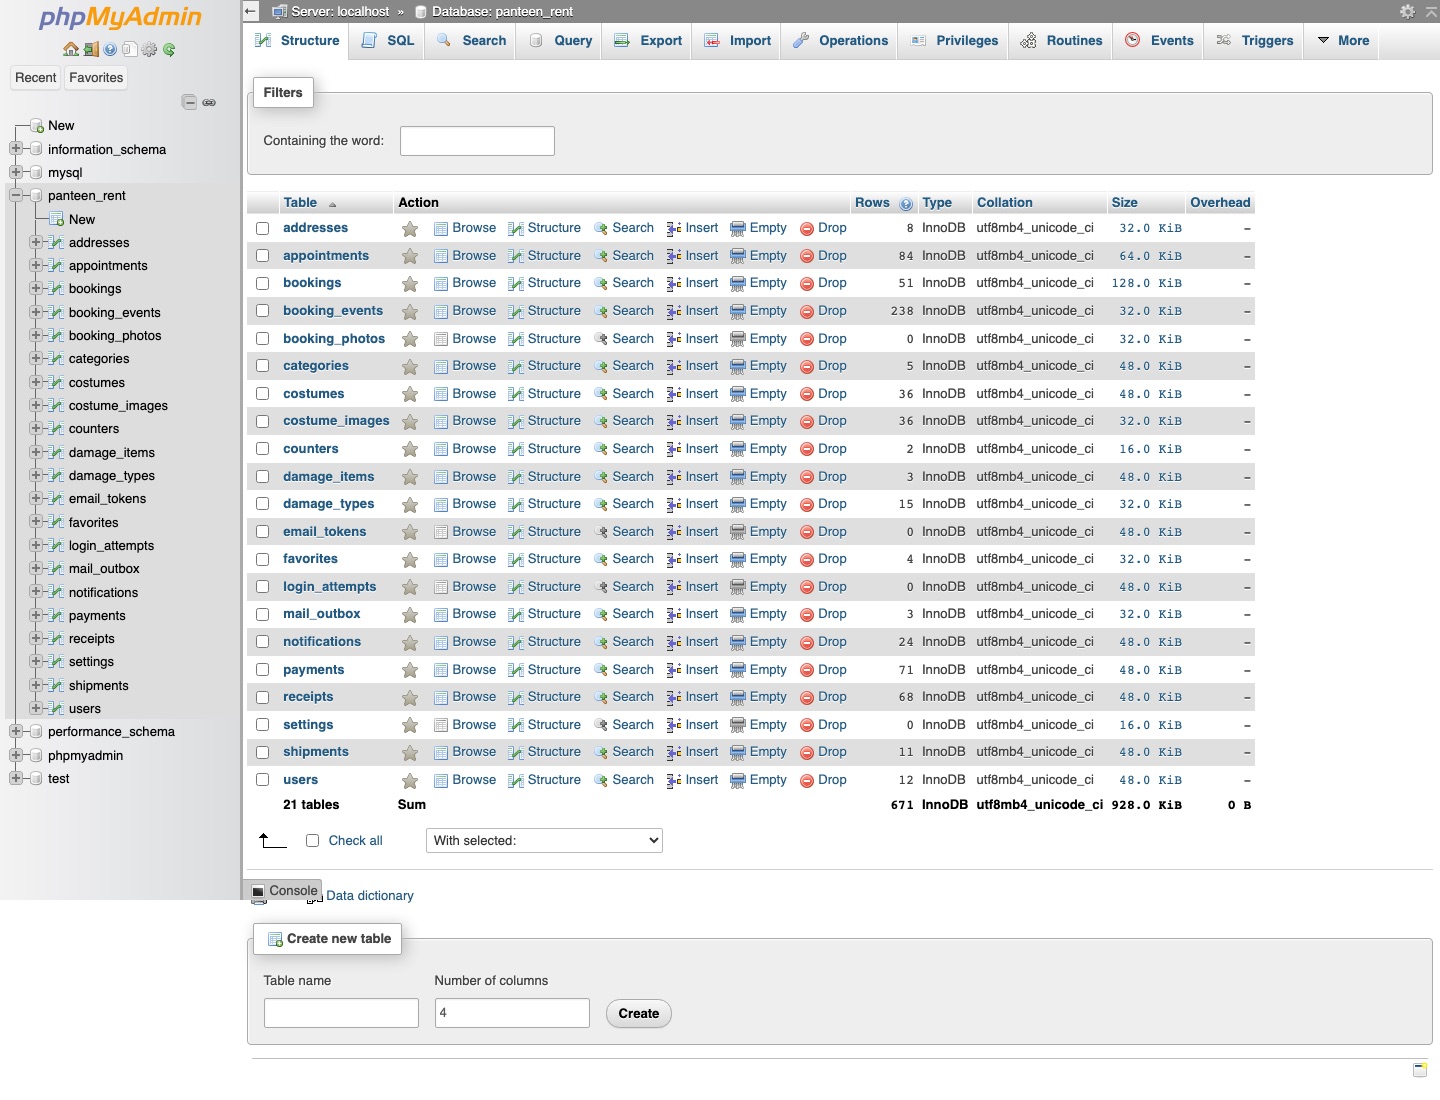 phpMyAdmin
Recent Favorites
New
information_schema
mysql
panteen_rent
New
addresses
appointments
bookings
booking_events
booking_photos
categories
costumes
costume_images
counters
damage_items
damage_types
email_tokens
favorites
login_attempts
mail_outbox
notifications
payments
receipts
settings
shipments
users
performance_schema
phpmyadmin
test
Server: localhost » Database: panteen_rent
Structure SQL Search Query Export Import Operations Privileges Routines Events Triggers More
Filters
Containing the word:
Table Action Rows Type Collation Size Overhead
addresses Browse Structure Search Insert Empty Drop 8 InnoDB utf8mb4_unicode_ci 32.0 KiB -
appointments Browse Structure Search Insert Empty Drop 84 InnoDB utf8mb4_unicode_ci 64.0 KiB -
bookings Browse Structure Search Insert Empty Drop 51 InnoDB utf8mb4_unicode_ci 128.0 KiB -
booking_events Browse Structure Search Insert Empty Drop 238 InnoDB utf8mb4_unicode_ci 32.0 KiB -
booking_photos Browse Structure Search Insert Empty Drop 0 InnoDB utf8mb4_unicode_ci 32.0 KiB -
categories Browse Structure Search Insert Empty Drop 5 InnoDB utf8mb4_unicode_ci 48.0 KiB -
costumes Browse Structure Search Insert Empty Drop 36 InnoDB utf8mb4_unicode_ci 48.0 KiB -
costume_images Browse Structure Search Insert Empty Drop 36 InnoDB utf8mb4_unicode_ci 32.0 KiB -
counters Browse Structure Search Insert Empty Drop 2 InnoDB utf8mb4_unicode_ci 16.0 KiB -
damage_items Browse Structure Search Insert Empty Drop 3 InnoDB utf8mb4_unicode_ci 48.0 KiB -
damage_types Browse Structure Search Insert Empty Drop 15 InnoDB utf8mb4_unicode_ci 32.0 KiB -
email_tokens Browse Structure Search Insert Empty Drop 0 InnoDB utf8mb4_unicode_ci 48.0 KiB -
favorites Browse Structure Search Insert Empty Drop 4 InnoDB utf8mb4_unicode_ci 32.0 KiB -
login_attempts Browse Structure Search Insert Empty Drop 0 InnoDB utf8mb4_unicode_ci 48.0 KiB -
mail_outbox Browse Structure Search Insert Empty Drop 3 InnoDB utf8mb4_unicode_ci 32.0 KiB -
notifications Browse Structure Search Insert Empty Drop 24 InnoDB utf8mb4_unicode_ci 48.0 KiB -
payments Browse Structure Search Insert Empty Drop 71 InnoDB utf8mb4_unicode_ci 48.0 KiB -
receipts Browse Structure Search Insert Empty Drop 68 InnoDB utf8mb4_unicode_ci 48.0 KiB -
settings Browse Structure Search Insert Empty Drop 0 InnoDB utf8mb4_unicode_ci 16.0 KiB -
shipments Browse Structure Search Insert Empty Drop 11 InnoDB utf8mb4_unicode_ci 48.0 KiB -
users Browse Structure Search Insert Empty Drop 12 InnoDB utf8mb4_unicode_ci 48.0 KiB -
21 tables Sum 671 InnoDB utf8mb4_unicode_ci 928.0 KiB 0 B
Check all With selected:
Console
Data dictionary
Create new table
Table name Number of columns
4 Create